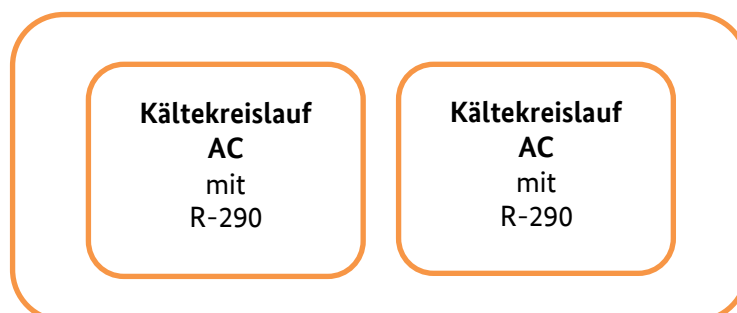 Kältekreislauf
AC
mit
R-290
Kältekreislauf
AC
mit
R-290